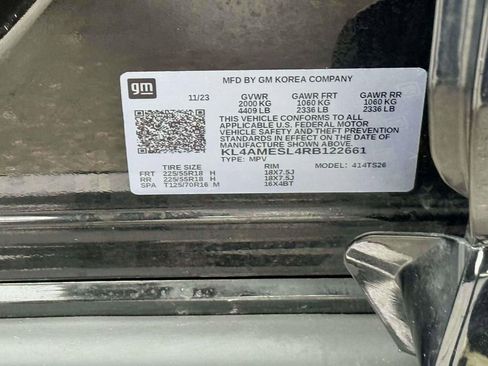 gm
MFD BY GM KOREA COMPANY
11/23 GVWR GAWR FRT GAWR RR
2000 KG 1060 KG 1060 KG
4409 LB 2336 LB 2336 LB
THIS VEHICLE CONFORMS TO ALL
APPLICABLE U.S. FEDERAL MOTOR
VEHICLE SAFETY AND THEFT PREVENTION
STANDARDS IN EFFECT ON THE DATE OF
MANUFACTURE SHOWN ABOVE.
KL4AMESL4RB122661
TYPE: MPV MODEL: 414TS26
TIRE SIZE RIM
FRT 225/55R18 H 18X7.5J
RR 225/55R18 H 18X7.5J
SPA T125/70R16 M 16X4BT